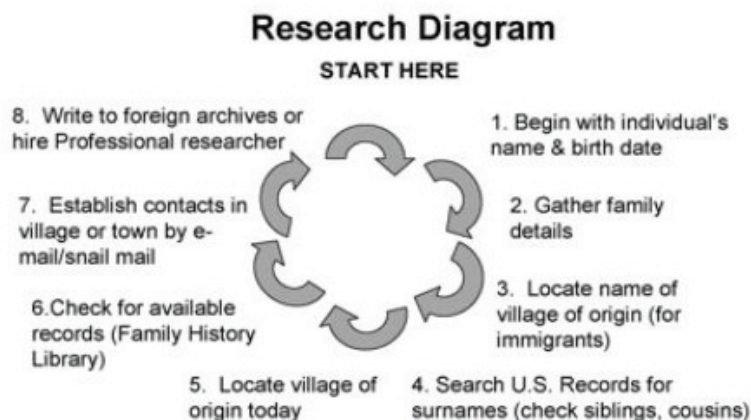 Research Diagram
START HERE
1. Begin with individual's
name & birth date
2. Gather family
details
3. Locate name of
village of origin (for
immigrants)
4. Search U.S. Records for
surnames (check siblings, cousins)
5. Locate village of
origin today
6.Check for available
records (Family History
Library)
7. Establish contacts in
village or town by e-
mail/snail mail
8. Write to foreign archives or
hire Professional researcher